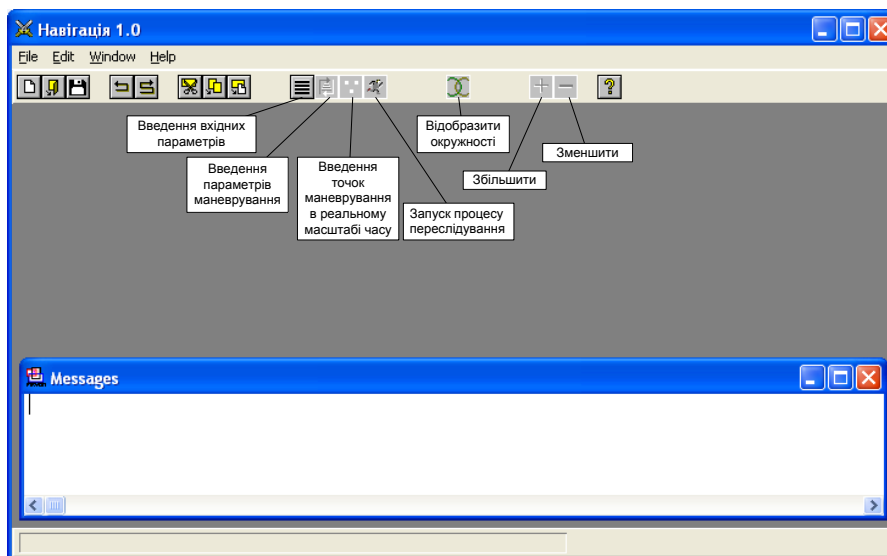 Навігація 1.0
File Edit Window Help
Введення вхідних
параметрів
Відобразити
окружності
Зменшити
Введення
параметрів
маневрування
Введення
точок
маневрування
в реальному
масштабі часу
Збільшити
Запуск процесу
переслідування
Messages